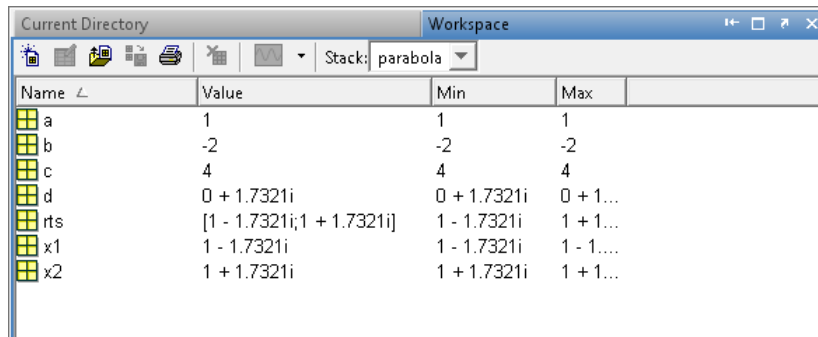 Current Directory Workspace
Stack: parabola
Name Value Min Max
a 1 1 1
b -2 -2 -2
c 4 4 4
d 0 + 1.7321i 0 + 1.7321i 0 + 1...
rts [1 - 1.7321i;1 + 1.7321i] 1 - 1.7321i 1 + 1...
x1 1 - 1.7321i 1 - 1.7321i 1 - 1....
x2 1 + 1.7321i 1 + 1.7321i 1 + 1...